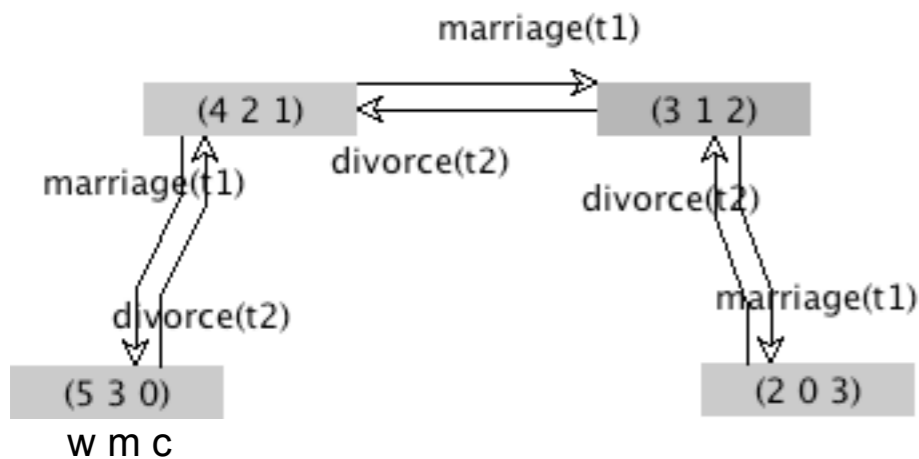 marriage(t1)
(4 2 1)
(3 1 2)
divorce(t2)
marriage(t1)
divorce(t2)
divorce(t2)
marriage(t1)
(5 3 0)
(2 0 3)
w m c